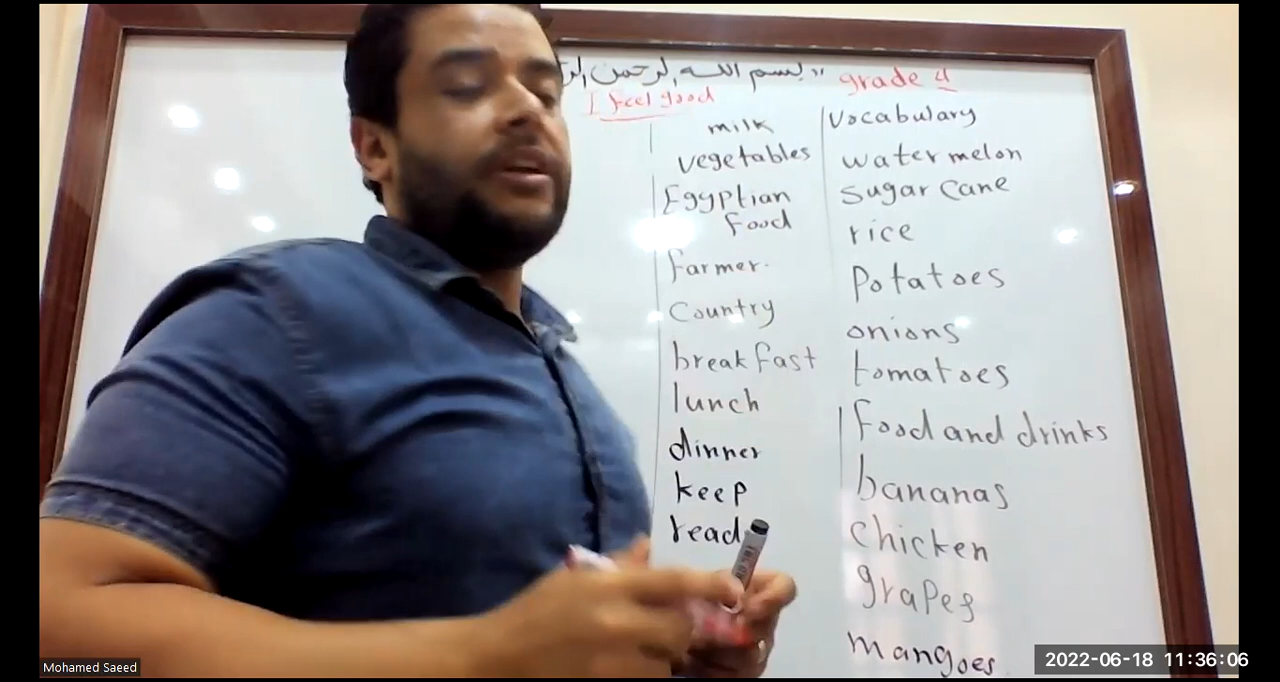 بسم الله الرحمن
grade 4
I feel good
vocabulary
water melon
sugar cane
rice
potatoes
onions
tomatoes
food and drinks
bananas
chicken
grapes
mangoes
milk
vegetables
Egyptian
food
farmer
country
breakfast
lunch
dinner
keep
read
Mohamed Saeed
2022-06-18 11:36:06